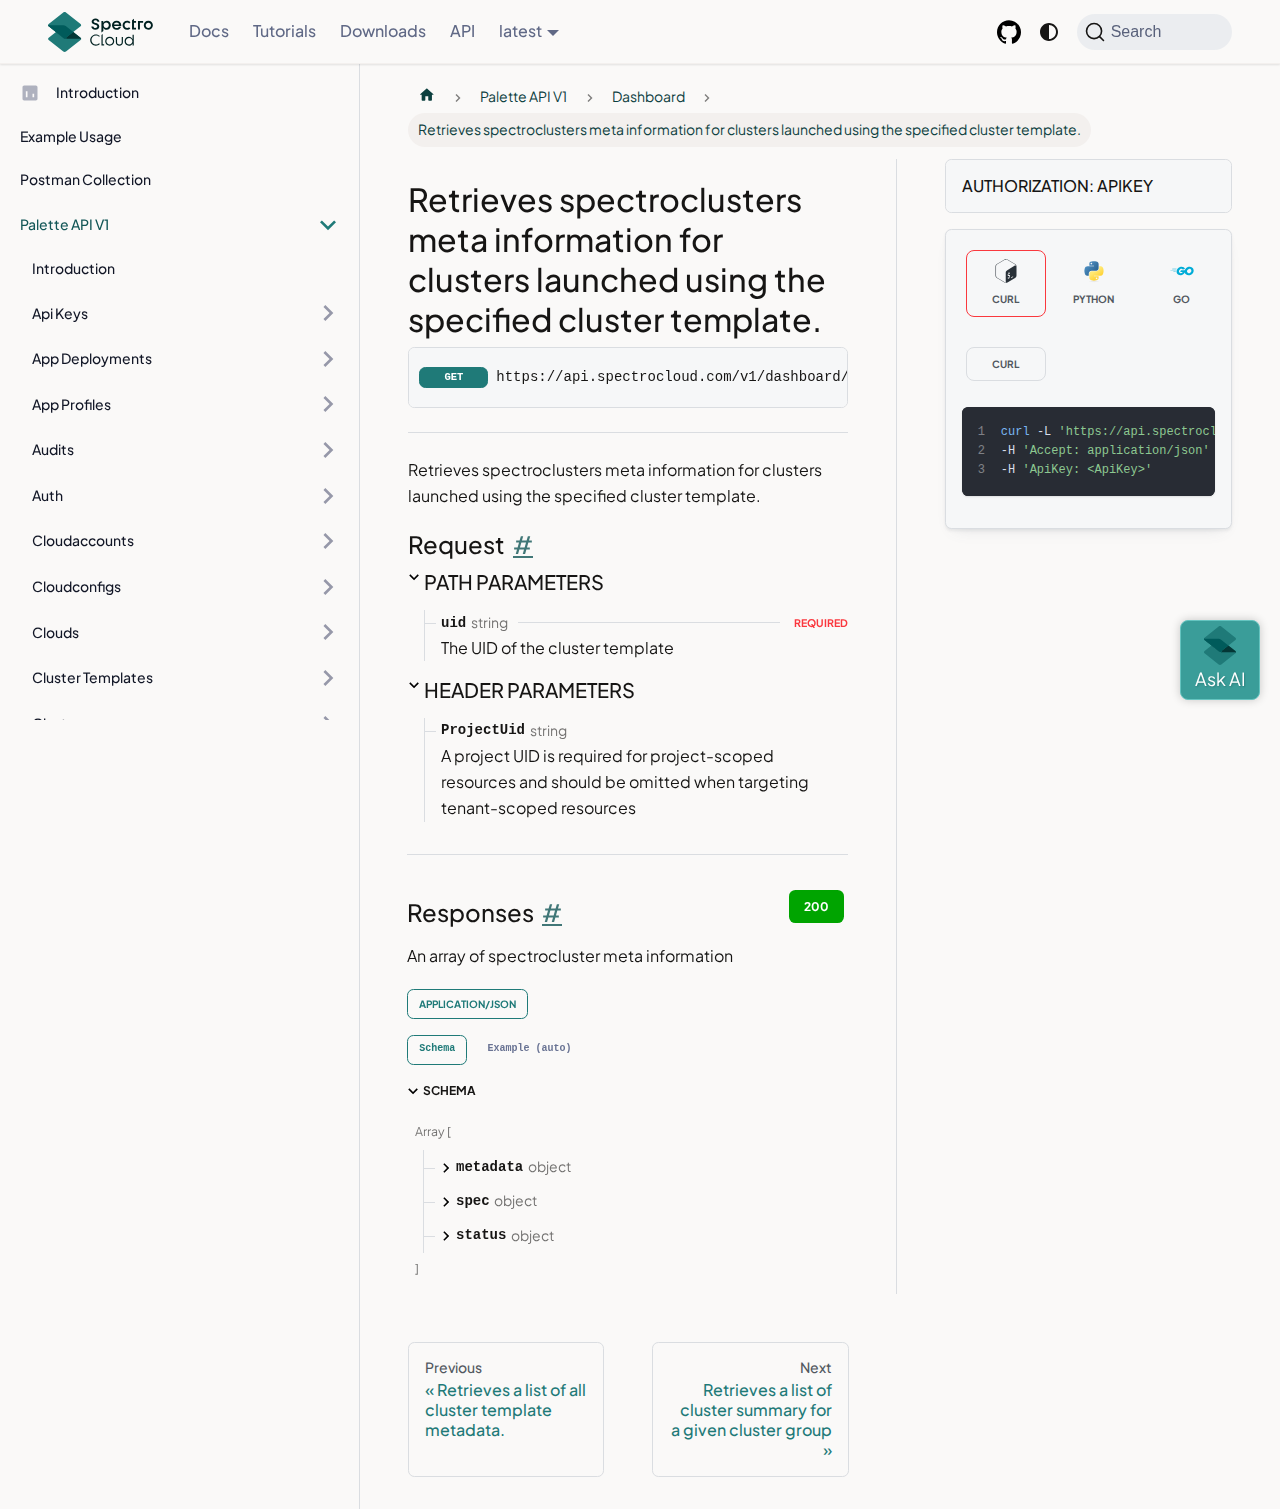 Spectro Cloud
Docs
Tutorials
Downloads
API
latest
Search
Introduction
Example Usage
Postman Collection
Palette API V1
Introduction
Api Keys
App Deployments
App Profiles
Audits
Auth
Cloudaccounts
Cloudconfigs
Clouds
Cluster Templates
Palette API V1
Dashboard
Retrieves spectroclusters meta information for clusters launched using the specified cluster template.
Retrieves spectroclusters
meta information for
clusters launched using the
specified cluster template.
GET https://api.spectrocloud.com/v1/dashboard/
Retrieves spectroclusters meta information for clusters
launched using the specified cluster template.
Request #
PATH PARAMETERS
uid string REQUIRED
The UID of the cluster template
HEADER PARAMETERS
ProjectUid string
A project UID is required for project-scoped
resources and should be omitted when targeting
tenant-scoped resources
Responses #
200
An array of spectrocluster meta information
APPLICATION/JSON
Schema
Example (auto)
SCHEMA
Array [
metadata object
spec object
status object
]
Previous
« Retrieves a list of all
cluster template
metadata.
Next
Retrieves a list of
cluster summary for
a given cluster group
»
AUTHORIZATION: APIKEY
CURL
PYTHON
GO
CURL
1 curl -L 'https://api.spectrocl
2 -H 'Accept: application/json'
3 -H 'ApiKey: <ApiKey>'
Ask AI